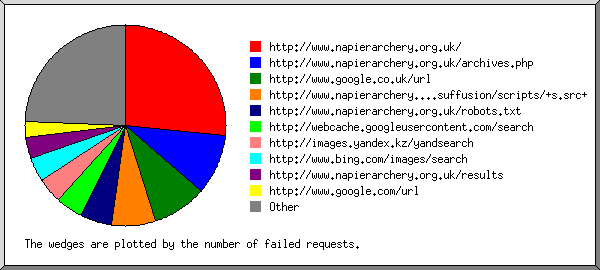 http://www.napierarchery.org.uk/
http://www.napierarchery.org.uk/archives.php
http://www.google.co.uk/url
http://www.napierarchery....suffusion/scripts/+s.src+
http://www.napierarchery.org.uk/robots.txt
http://webcache.googleusercontent.com/search
http://images.yandex.kz/yandsearch
http://www.bing.com/images/search
http://www.napierarchery.org.uk/results
http://www.google.com/url
Other
The wedges are plotted by the number of failed requests.